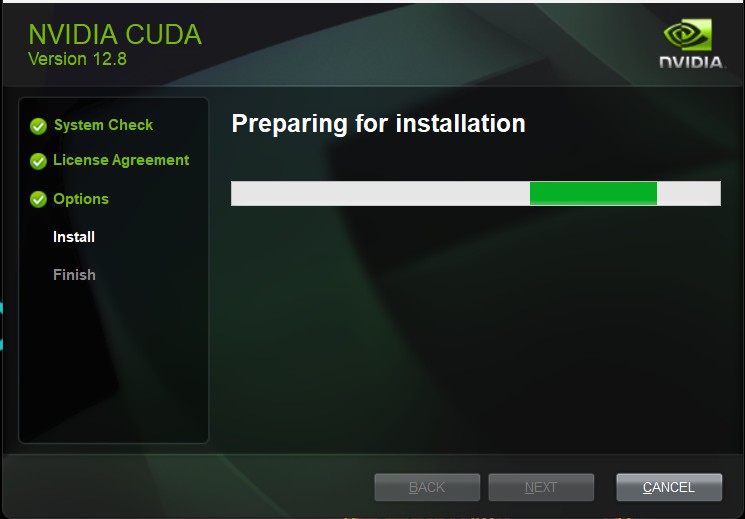 NVIDIA CUDA
Version 12.8
NVIDIA.
System Check
License Agreement
Options
Install
Finish
Preparing for installation
BACK
NEXT
CANCEL